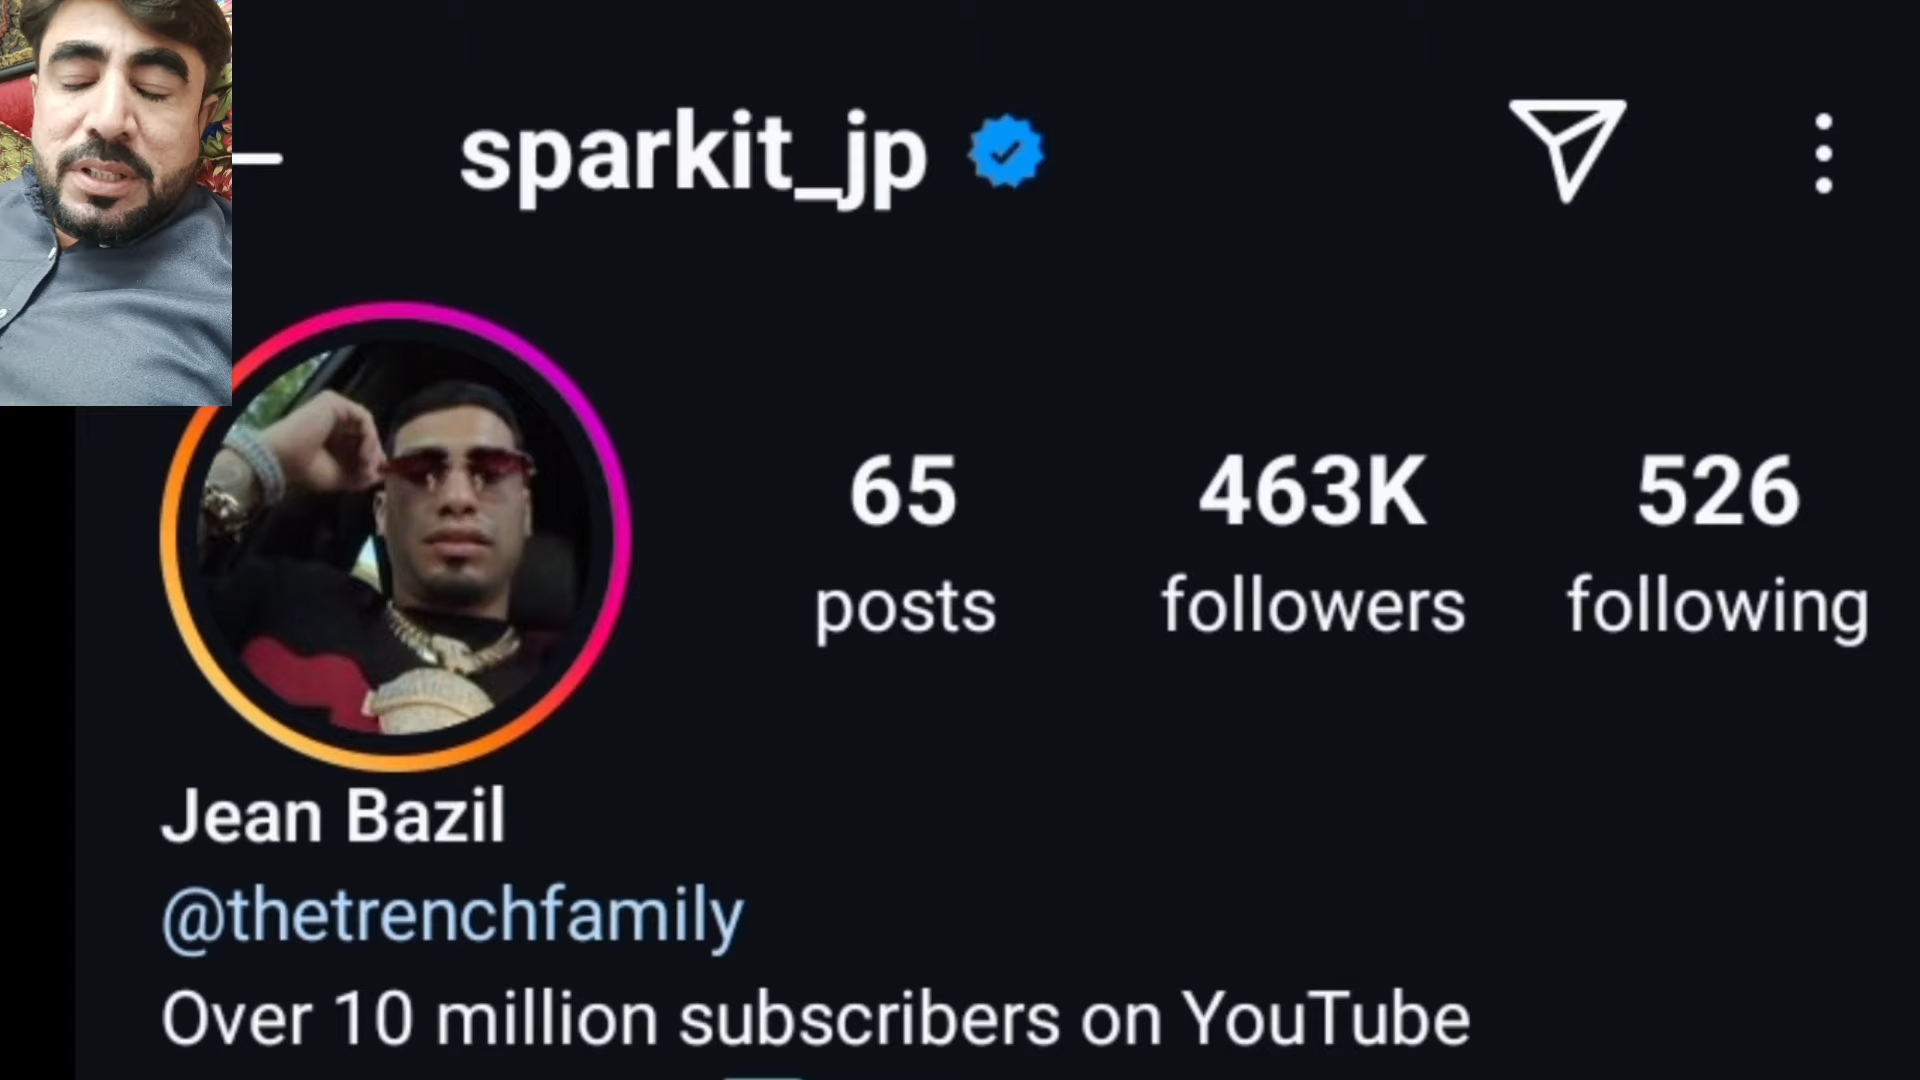 sparkit_jp
65
posts
463K
followers
526
following
Jean Bazil
@thetrenchfamily
Over 10 million subscribers on YouTube